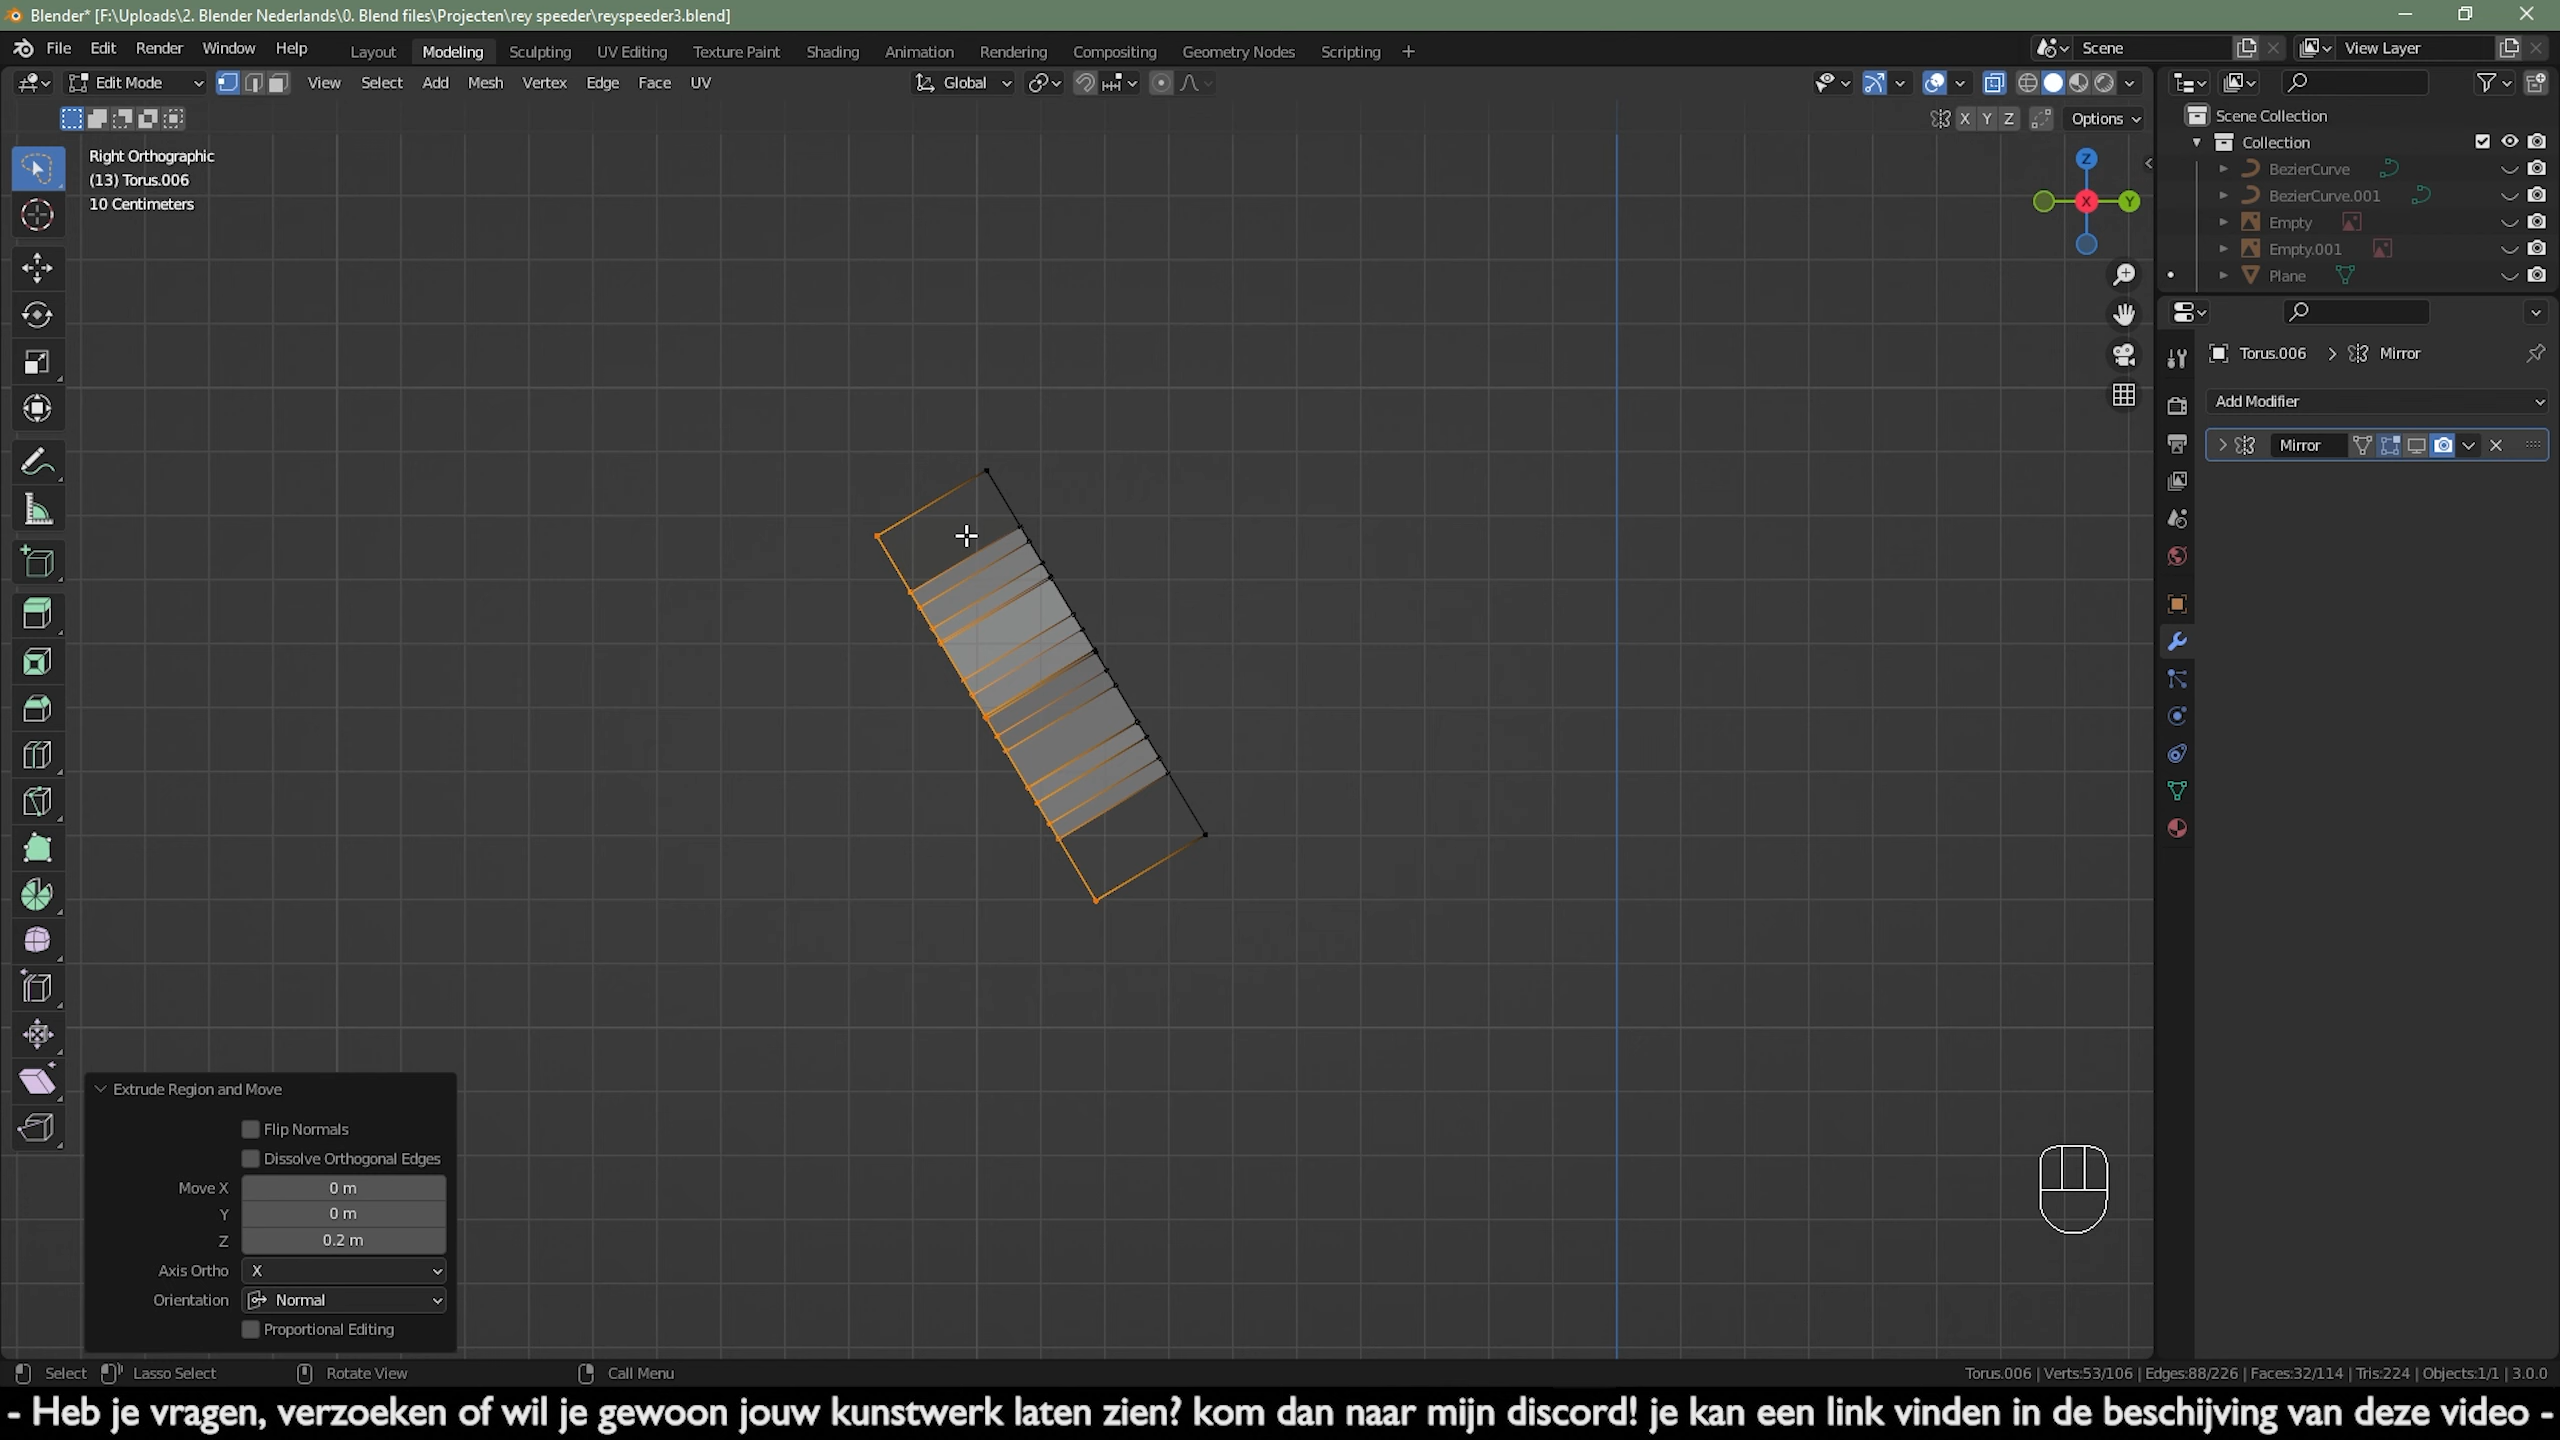 Blender* [F:\Uploads\2. Blender Nederlands\0. Blend files\Projecten\rey speeder\reyspeeder3.blend]
File Edit Render Window Help Layout Modeling Sculpting UV Editing Texture Paint Shading Animation Rendering Compositing Geometry Nodes Scripting + Scene View Layer
Edit Mode View Select Add Mesh Vertex Edge Face UV Global
X Y Z Options
Right Orthographic
(13) Torus.006
10 Centimeters
Z
Y
X
Scene Collection
Collection
BezierCurve
BezierCurve.001
Empty
Empty.001
Plane
Torus.006 Mirror
Add Modifier
Mirror
Extrude Region and Move
Flip Normals
Dissolve Orthogonal Edges
Move X 0 m
Y 0 m
Z 0.2 m
Axis Ortho X
Orientation Normal
Proportional Editing
Select Lasso Select Rotate View Call Menu Torus.006 | Verts:53/106 | Edges:88/226 | Faces:32/114 | Tris:224 | Objects:1/1 | 3.0.0
- Heb je vragen, verzoeken of wil je gewoon jouw kunstwerk laten zien? kom dan naar mijn discord! je kan een link vinden in de beschijving van deze video -